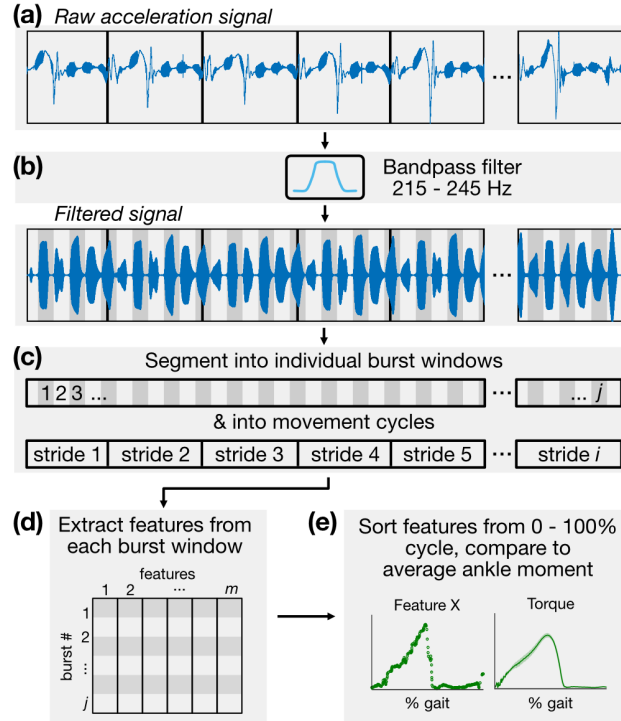 (a) Raw acceleration signal
...
(b)
Bandpass filter
215 - 245 Hz
Filtered signal
...
(c) Segment into individual burst windows
1 2 3 ... ... ... j
& into movement cycles
stride 1 stride 2 stride 3 stride 4 stride 5 ... stride i
(d) Extract features from
each burst window
features
1 2 ... m
burst #
1
2
...
j
(e) Sort features from 0 - 100%
cycle, compare to
average ankle moment
Feature X Torque
% gait % gait